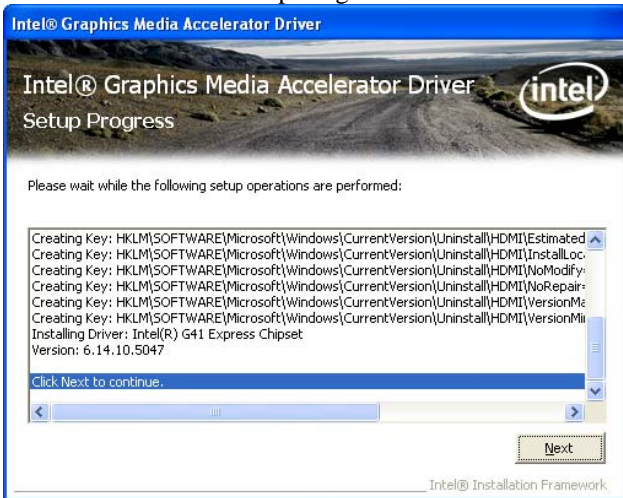 Intel® Graphics Media Accelerator Driver
Intel® Graphics Media Accelerator Driver
intel
Setup Progress
Please wait while the following setup operations are performed:
Creating Key: HKLM\SOFTWARE\Microsoft\Windows\CurrentVersion\Uninstall\HDMI\Estimated
Creating Key: HKLM\SOFTWARE\Microsoft\Windows\CurrentVersion\Uninstall\HDMI\InstallLoc
Creating Key: HKLM\SOFTWARE\Microsoft\Windows\CurrentVersion\Uninstall\HDMI\NoModify=
Creating Key: HKLM\SOFTWARE\Microsoft\Windows\CurrentVersion\Uninstall\HDMI\NoRepair=
Creating Key: HKLM\SOFTWARE\Microsoft\Windows\CurrentVersion\Uninstall\HDMI\VersionMa
Creating Key: HKLM\SOFTWARE\Microsoft\Windows\CurrentVersion\Uninstall\HDMI\VersionMi
Installing Driver: Intel(R) G41 Express Chipset
Version: 6.14.10.5047
Click Next to continue.
Next
Intel® Installation Framework